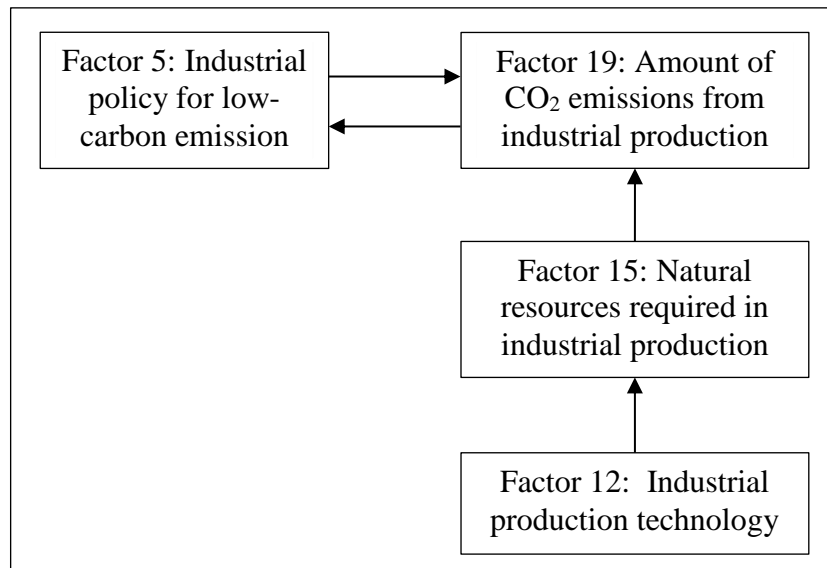 Factor 5: Industrial
policy for low-
carbon emission
Factor 19: Amount of
CO₂ emissions from
industrial production
Factor 15: Natural
resources required in
industrial production
Factor 12:  Industrial
production technology